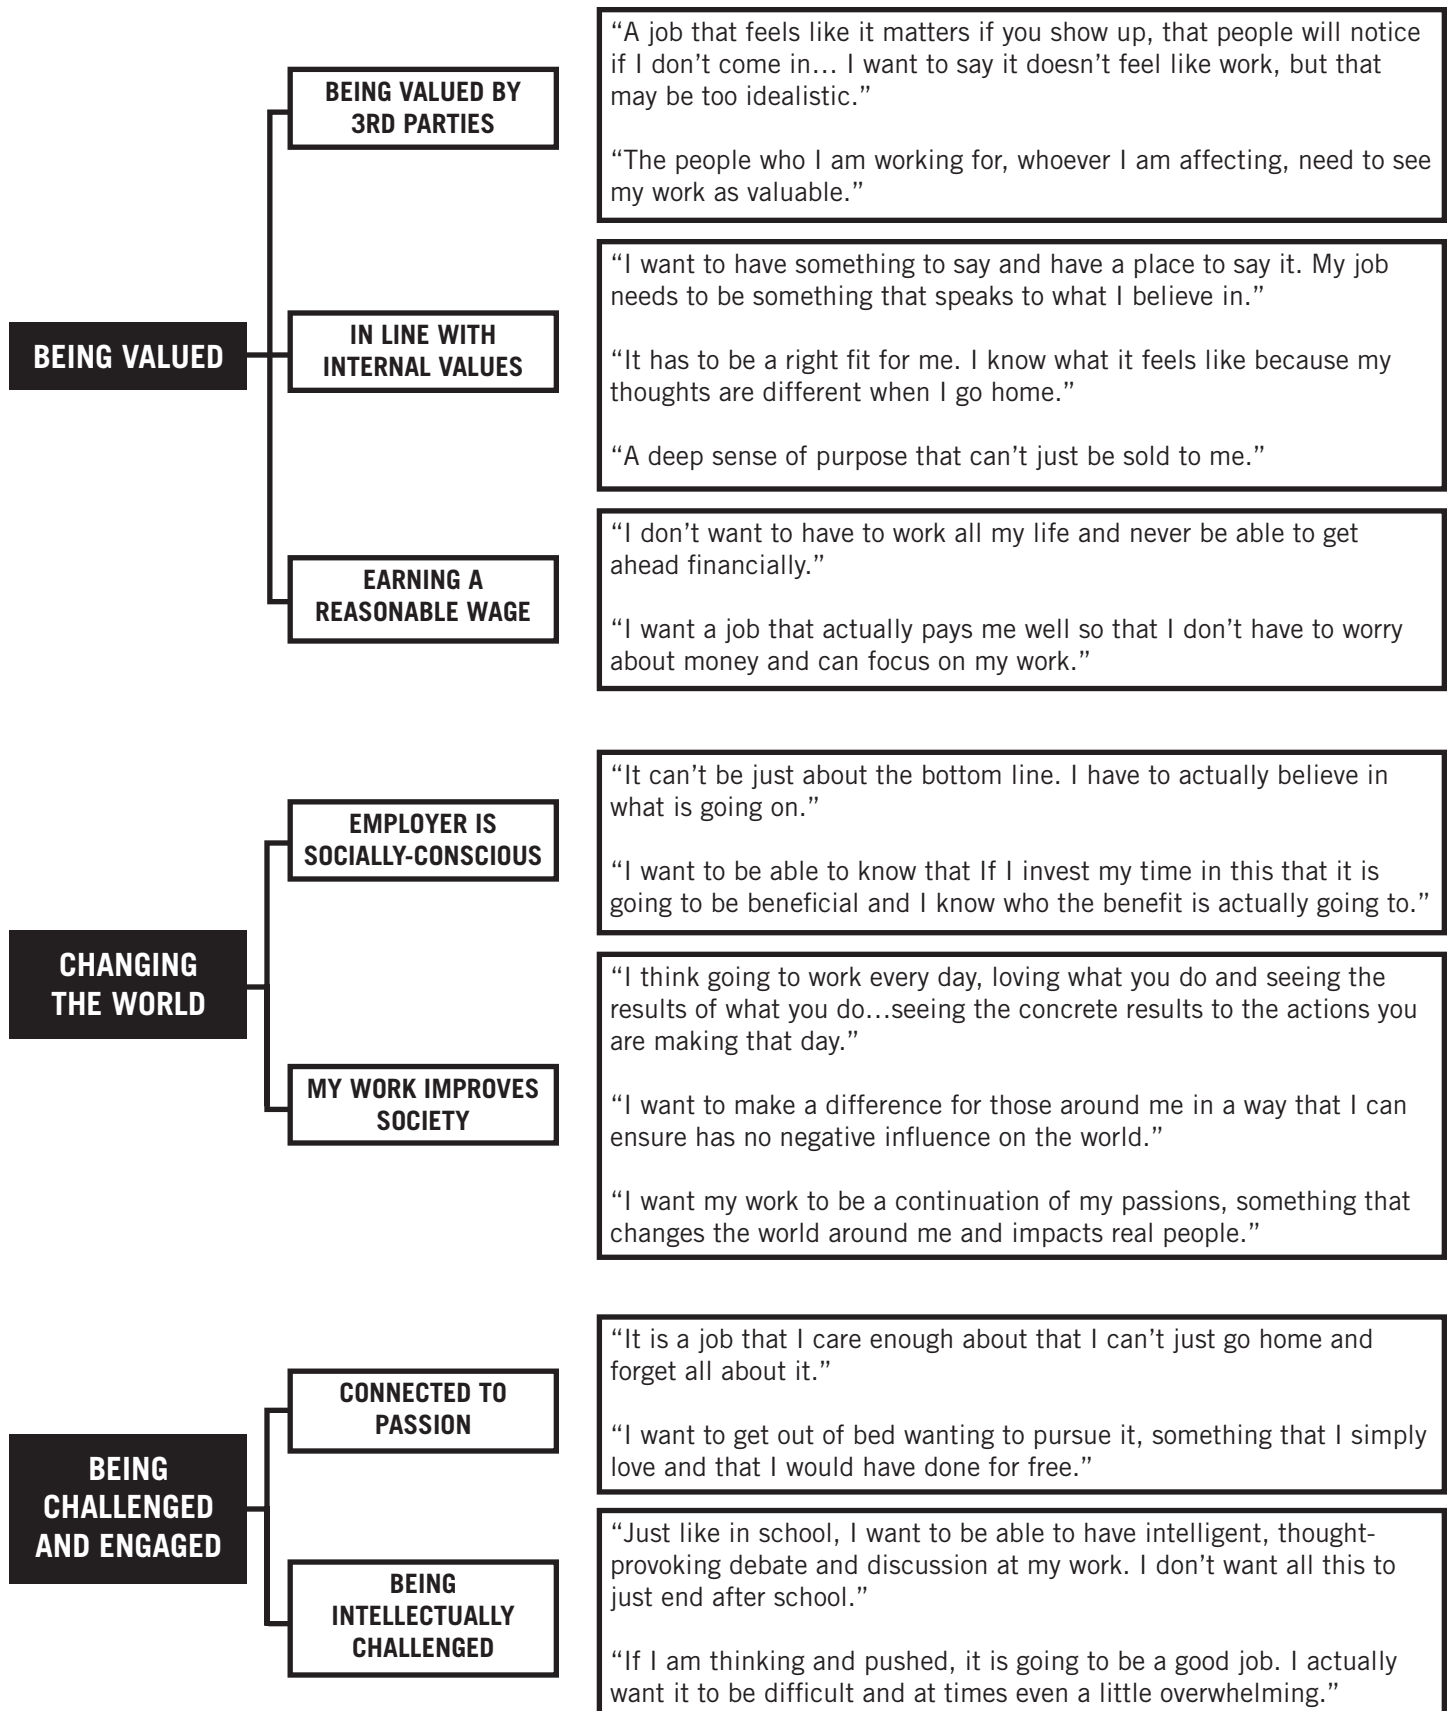 BEING VALUED
BEING VALUED BY
3RD PARTIES
“A job that feels like it matters if you show up, that people will notice
if I don’t come in… I want to say it doesn’t feel like work, but that
may be too idealistic.”
“The people who I am working for, whoever I am affecting, need to see
my work as valuable.”
IN LINE WITH
INTERNAL VALUES
“I want to have something to say and have a place to say it. My job
needs to be something that speaks to what I believe in.”
“It has to be a right fit for me. I know what it feels like because my
thoughts are different when I go home.”
“A deep sense of purpose that can’t just be sold to me.”
EARNING A
REASONABLE WAGE
“I don’t want to have to work all my life and never be able to get
ahead financially.”
“I want a job that actually pays me well so that I don’t have to worry
about money and can focus on my work.”
CHANGING
THE WORLD
EMPLOYER IS
SOCIALLY-CONSCIOUS
“It can’t be just about the bottom line. I have to actually believe in
what is going on.”
“I want to be able to know that If I invest my time in this that it is
going to be beneficial and I know who the benefit is actually going to.”
MY WORK IMPROVES
SOCIETY
“I think going to work every day, loving what you do and seeing the
results of what you do…seeing the concrete results to the actions you
are making that day.”
“I want to make a difference for those around me in a way that I can
ensure has no negative influence on the world.”
“I want my work to be a continuation of my passions, something that
changes the world around me and impacts real people.”
BEING
CHALLENGED
AND ENGAGED
CONNECTED TO
PASSION
“It is a job that I care enough about that I can’t just go home and
forget all about it.”
“I want to get out of bed wanting to pursue it, something that I simply
love and that I would have done for free.”
BEING
INTELLECTUALLY
CHALLENGED
“Just like in school, I want to be able to have intelligent, thought-
provoking debate and discussion at my work. I don’t want all this to
just end after school.”
“If I am thinking and pushed, it is going to be a good job. I actually
want it to be difficult and at times even a little overwhelming.”